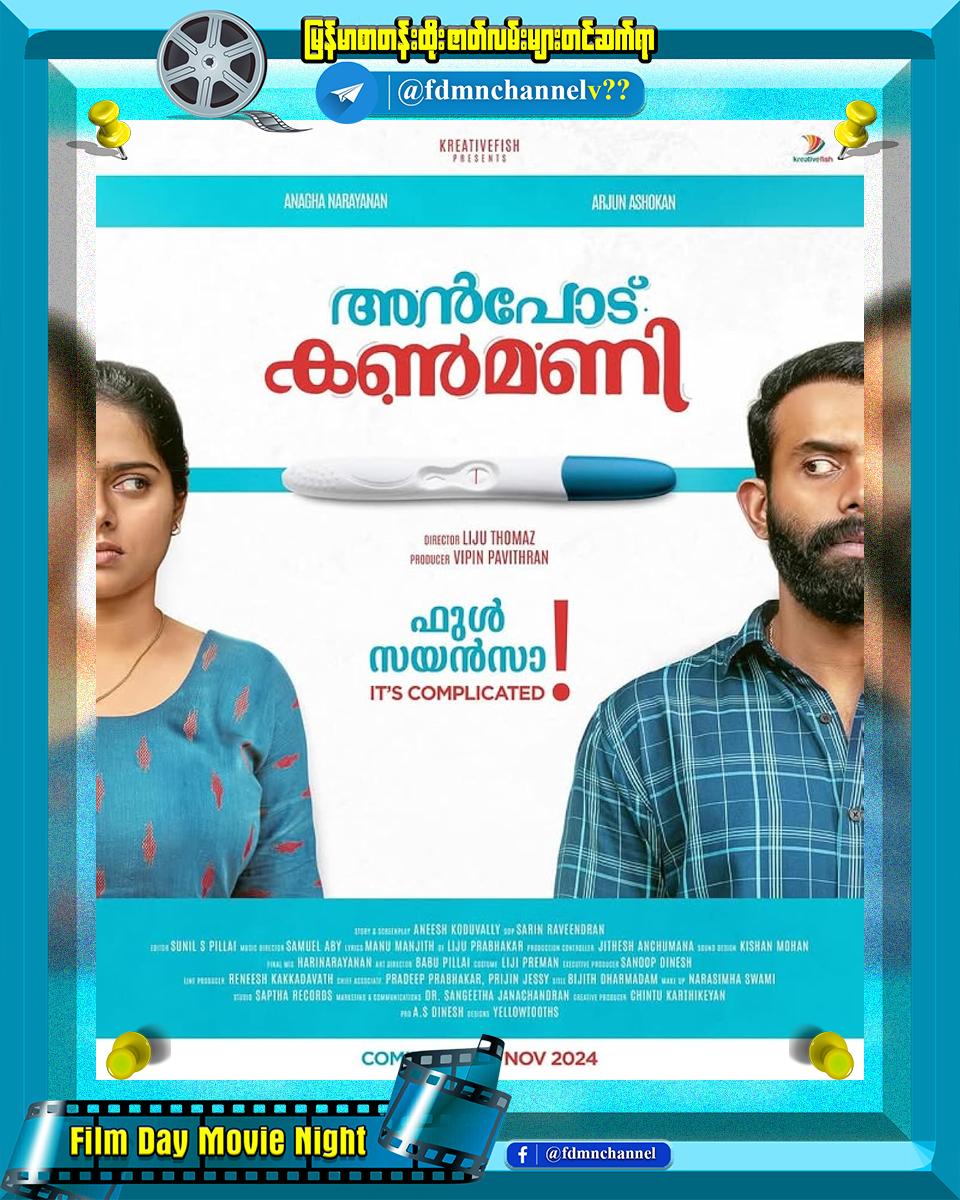 မြန်မာစာတန်းထိုးဇာတ်လမ်းများတင်ဆက်ရာ
@fdmnchannelv??
KREATIVEFISH
PRESENTS
kreativefish
ANAGHA NARAYANAN ARJUN ASHOKAN
അൻപോട്
കൺമണി
DIRECTOR LIJU THOMAZ
PRODUCER VIPIN PAVITHRAN
ഫുൾ
സയൻസാ !
IT'S COMPLICATED
STORY & SCREENPLAY ANEESH KODUVALLY DOP SARIN RAVEENDRAN
EDITOR SUNIL S PILLAI MUSIC DIRECTOR SAMUEL ABY LYRICS MANU MANJITH DI LIJU PRABHAKAR PRODUCTION CONTROLLER JITHESH ANCHUMANA SOUND DESIGN KISHAN MOHAN
FINAL MIX HARINARAYANAN ART DIRECTOR BABU PILLAI COSTUME LIJI PREMAN EXECUTIVE PRODUCER SANOOP DINESH
LINE PRODUCER RENEESH KAKKADAVATH CHIEF ASSOCIATE PRADEEP PRABHAKAR, PRIJIN JESSY STILL BIJITH DHARMADAM MAKE UP NARASIMHA SWAMI
STUDIO SAPTHA RECORDS MARKETING & COMMUNICATIONS DR. SANGEETHA JANACHANDRAN CREATIVE PRODUCER CHINTU KARTHIKEYAN
PRO A.S DINESH DESIGNS YELLOWTOOTHS
NOV 2024
Film Day Movie Night
f @fdmnchannel